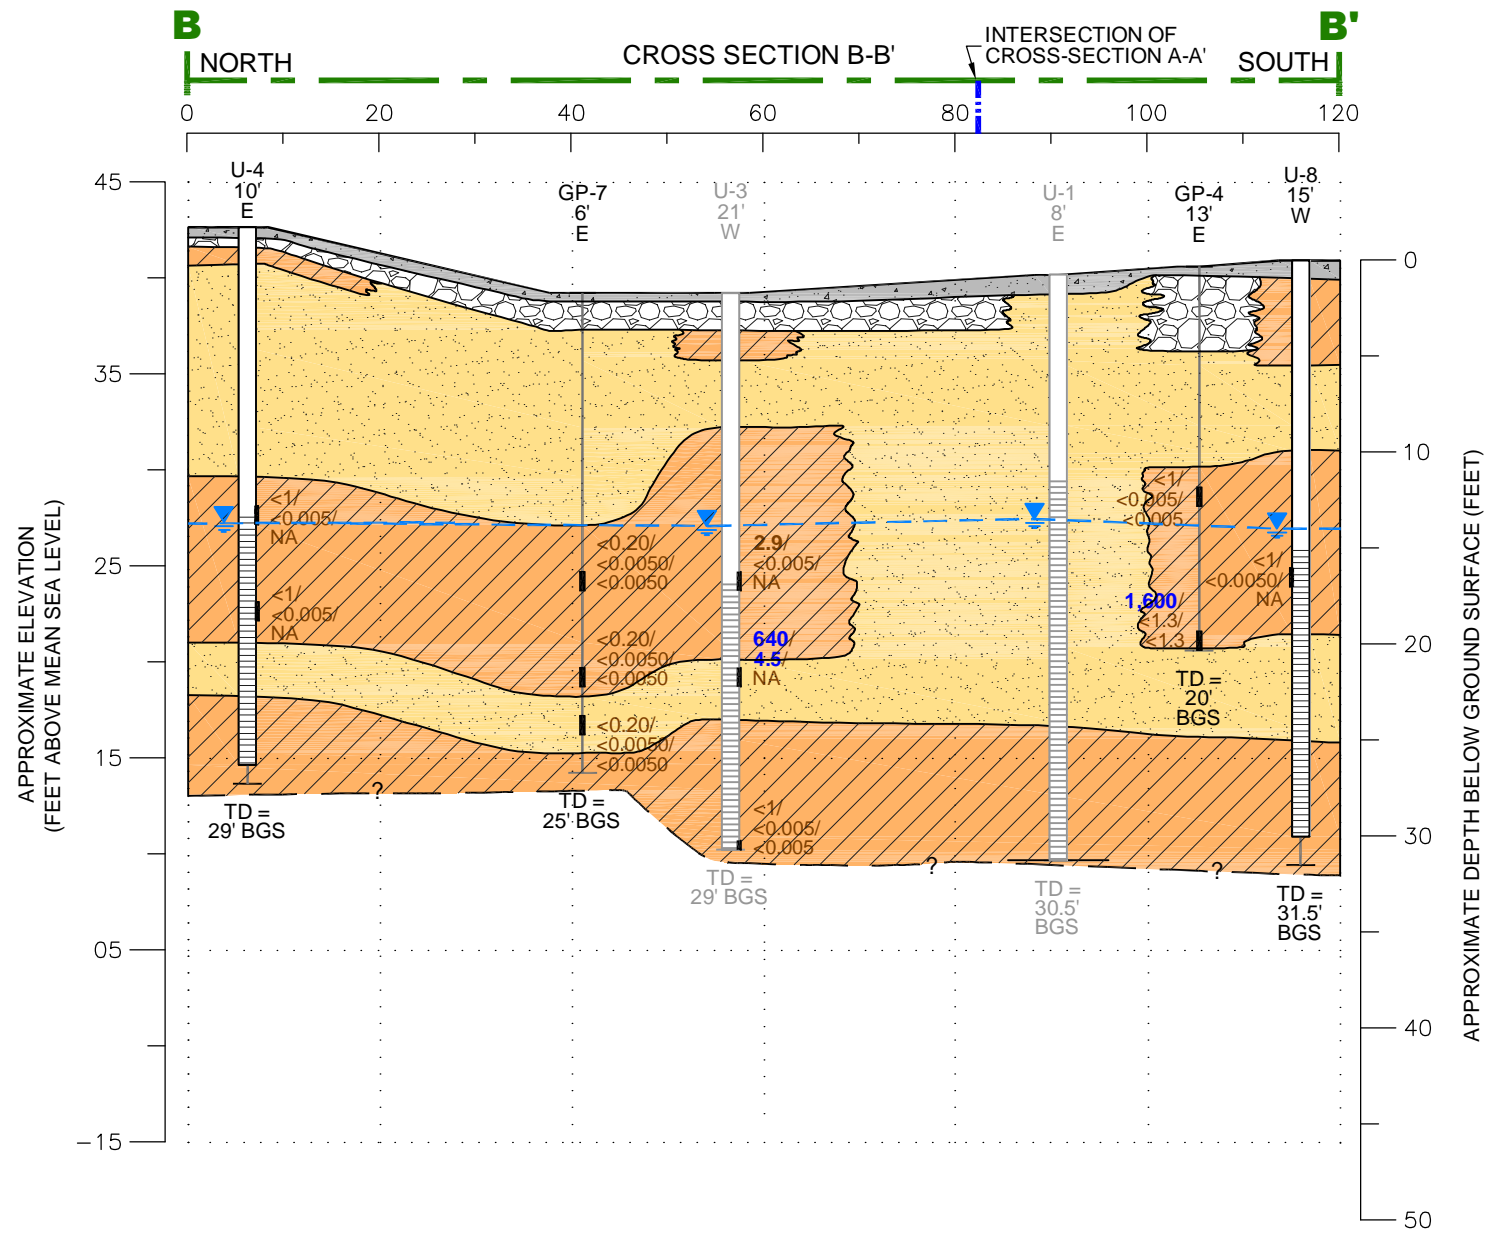 B
B'
NORTH
CROSS SECTION B-B'
INTERSECTION OF
CROSS-SECTION A-A'
SOUTH
0
20
40
60
80
100
120
U-4
10'
E
GP-7
6'
E
U-3
21'
W
U-1
8'
E
GP-4
13'
E
U-8
15'
W
45
35
25
15
05
-15
APPROXIMATE ELEVATION
(FEET ABOVE MEAN SEA LEVEL)
0
10
20
30
40
50
APPROXIMATE DEPTH BELOW GROUND SURFACE (FEET)
<1/
<0.005/
NA
<1/
<0.005/
NA
<0.20/
<0.0050/
<0.0050
<0.20/
<0.0050/
<0.0050
<0.20/
<0.0050/
<0.0050
2.9/
<0.005/
NA
640/
4.5/
NA
<1/
<0.005/
<0.005
<1/
<0.005/
<0.005
1,600/
<1.3/
<1.3
<1/
<0.0050/
NA
?
?
?
TD =
29' BGS
TD =
25' BGS
TD =
29' BGS
TD =
30.5'
BGS
TD =
20'
BGS
TD =
31.5'
BGS